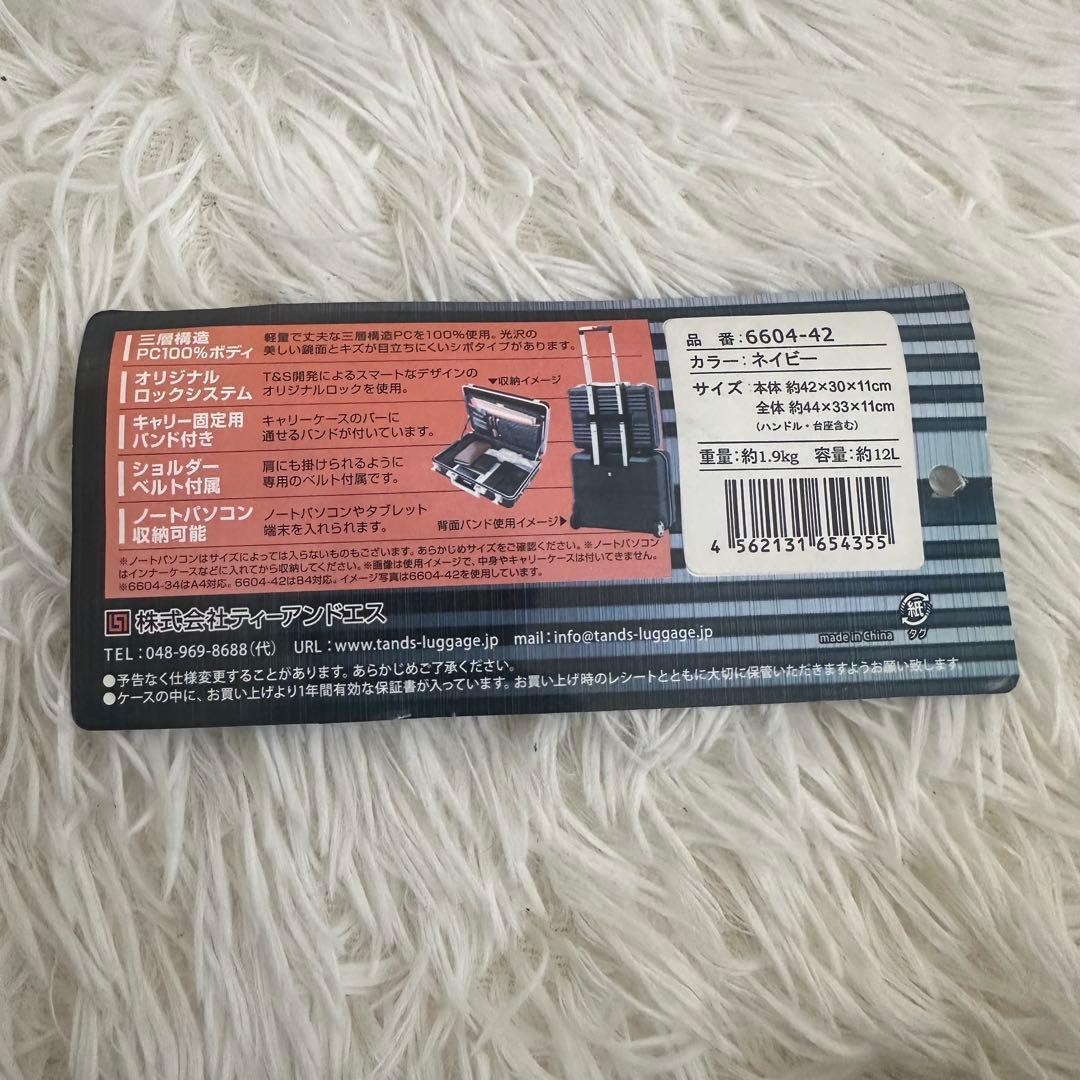 三層構造
PC100%ボディ
軽量で丈夫な三層構造PCを100%使用。光沢の
美しい鏡面とキズが目立ちにくいシボタイプがあります。
オリジナル
ロックシステム
T&S開発によるスマートなデザインの
オリジナルロックを使用。
キャリー固定用
バンド付き
キャリーケースのバーに
通せるバンドが付いています。
ショルダー
ベルト付属
肩にも掛けられるように
専用のベルト付属です。
ノートパソコン
収納可能
ノートパソコンやタブレット
端末を入れられます。
▼収納イメージ
背面バンド使用イメージ▶
※ノートパソコンはサイズによっては入らないものもございます。あらかじめサイズをご確認ください。※ノートパソコン
はインナーケースなどに入れてから収納してください。※画像は使用イメージで、中身やキャリーケースは付いてきません。
※6604-34はA4対応。6604-42はB4対応。イメージ写真は6604-42を使用しています。
品 番:6604-42
カラー:ネイビー
サイズ 本体 約42×30×11cm
全体 約44×33×11cm
(ハンドル・台座含む)
重量:約1.9kg 容量:約12L
4 562131 654355
株式会社ティーアンドエス
TEL:048-969-8688(代) URL:www.tands-luggage.jp mail:info@tands-luggage.jp
made in China
紙
タグ
●予告なく仕様変更することがあります。あらかじめご了承ください。
●ケースの中に、お買い上げより1年間有効な保証書が入っています。お買い上げ時のレシートとともに大切に保管いただきますようお願い致します